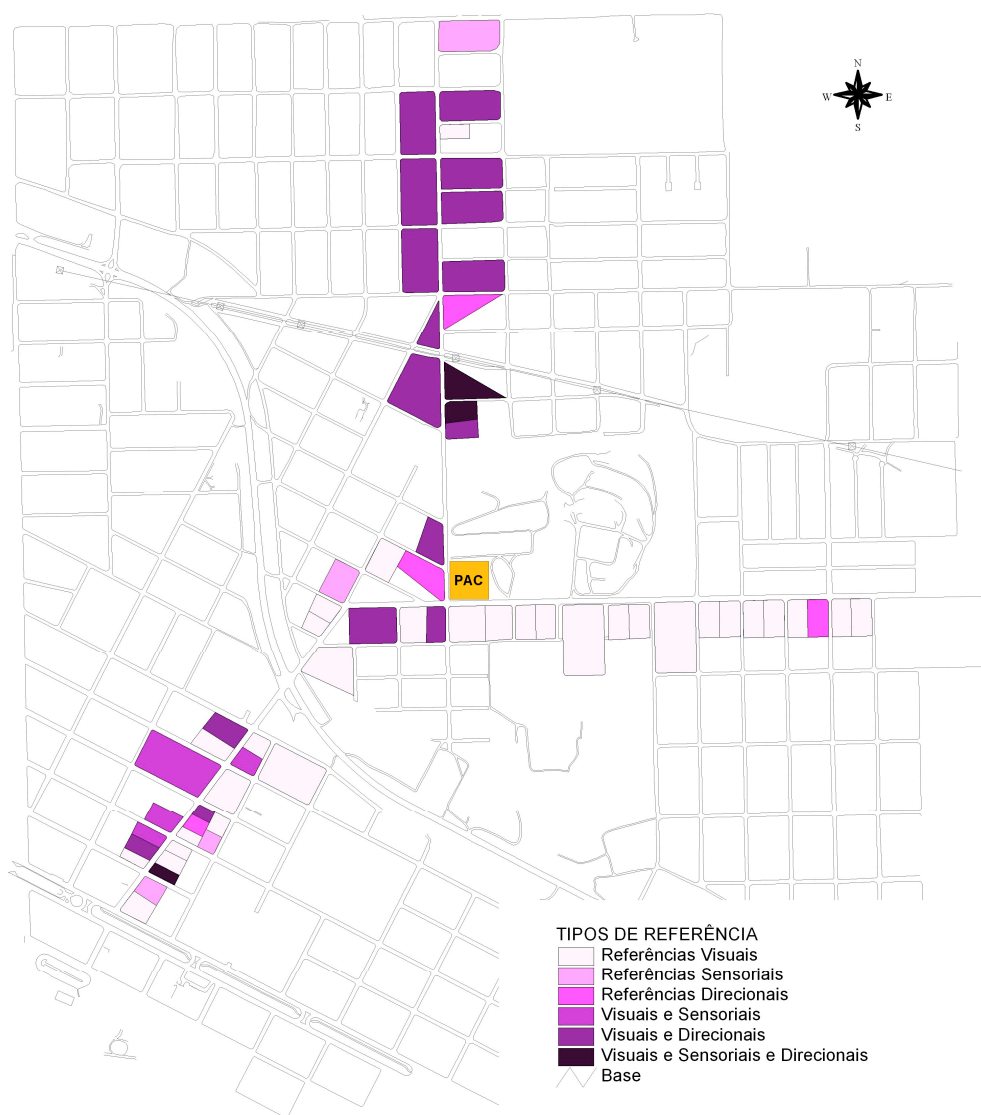 N
W E
S
PAC
TIPOS DE REFERÊNCIA
Referências Visuais
Referências Sensoriais
Referências Direcionais
Visuais e Sensoriais
Visuais e Direcionais
Visuais e Sensoriais e Direcionais
Base